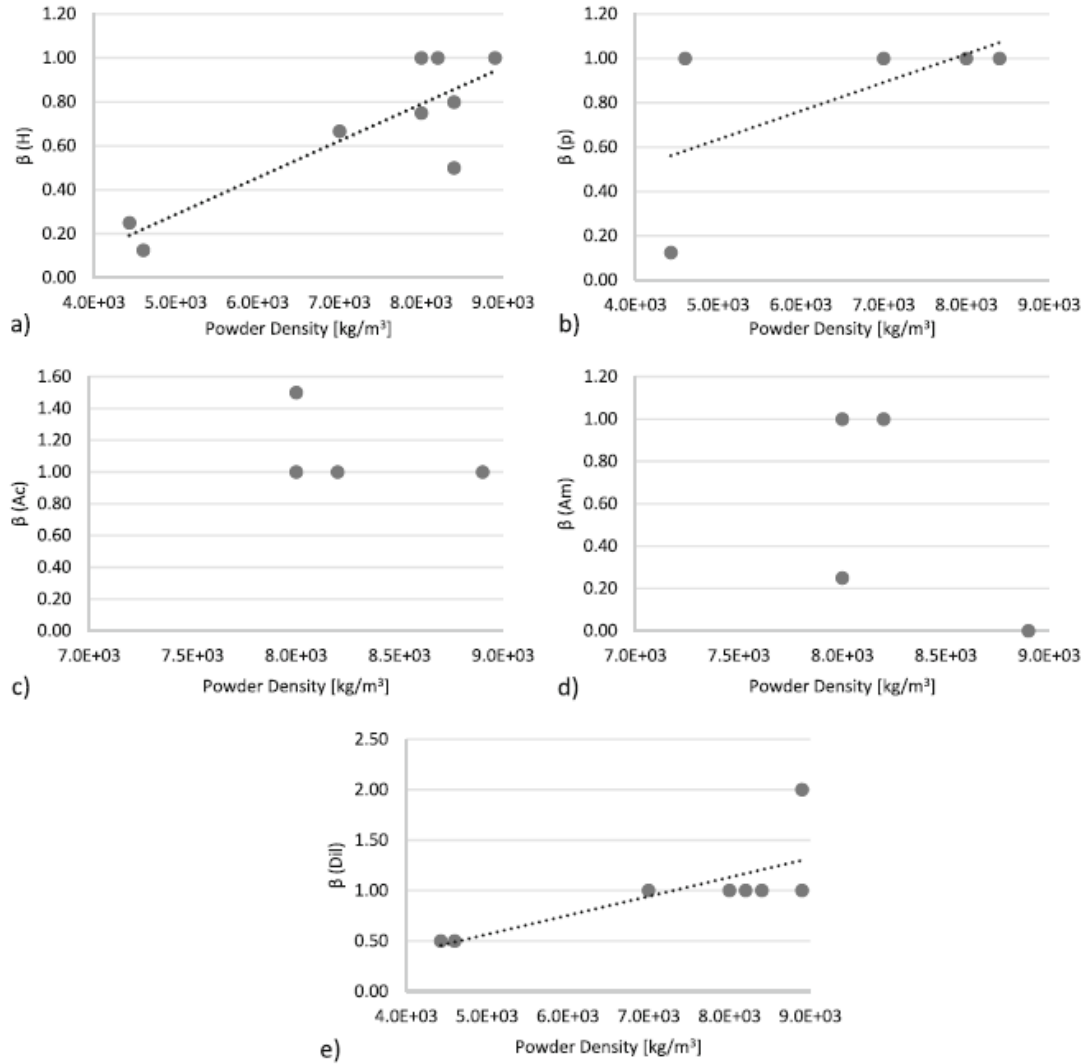 1.20
1.00
0.80
0.60
0.40
0.20
0.00
β (H)
4.0E+03 5.0E+03 6.0E+03 7.0E+03 8.0E+03 9.0E+03
Powder Density [kg/m³]
a)
1.20
1.00
0.80
0.60
0.40
0.20
0.00
β (p)
4.0E+03 5.0E+03 6.0E+03 7.0E+03 8.0E+03 9.0E+03
Powder Density [kg/m³]
b)
1.60
1.40
1.20
1.00
0.80
0.60
0.40
0.20
0.00
β (Ac)
7.0E+03 7.5E+03 8.0E+03 8.5E+03 9.0E+03
Powder Density [kg/m³]
c)
1.20
1.00
0.80
0.60
0.40
0.20
0.00
β (Am)
7.0E+03 7.5E+03 8.0E+03 8.5E+03 9.0E+03
Powder Density [kg/m³]
d)
2.50
2.00
1.50
1.00
0.50
0.00
β (Dil)
4.0E+03 5.0E+03 6.0E+03 7.0E+03 8.0E+03 9.0E+03
Powder Density [kg/m³]
e)